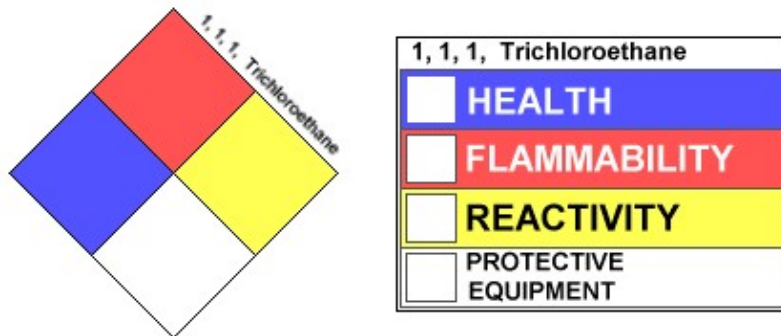 1, 1, 1, Trichloroethane
1, 1, 1, Trichloroethane
HEALTH
FLAMMABILITY
REACTIVITY
PROTECTIVE
EQUIPMENT